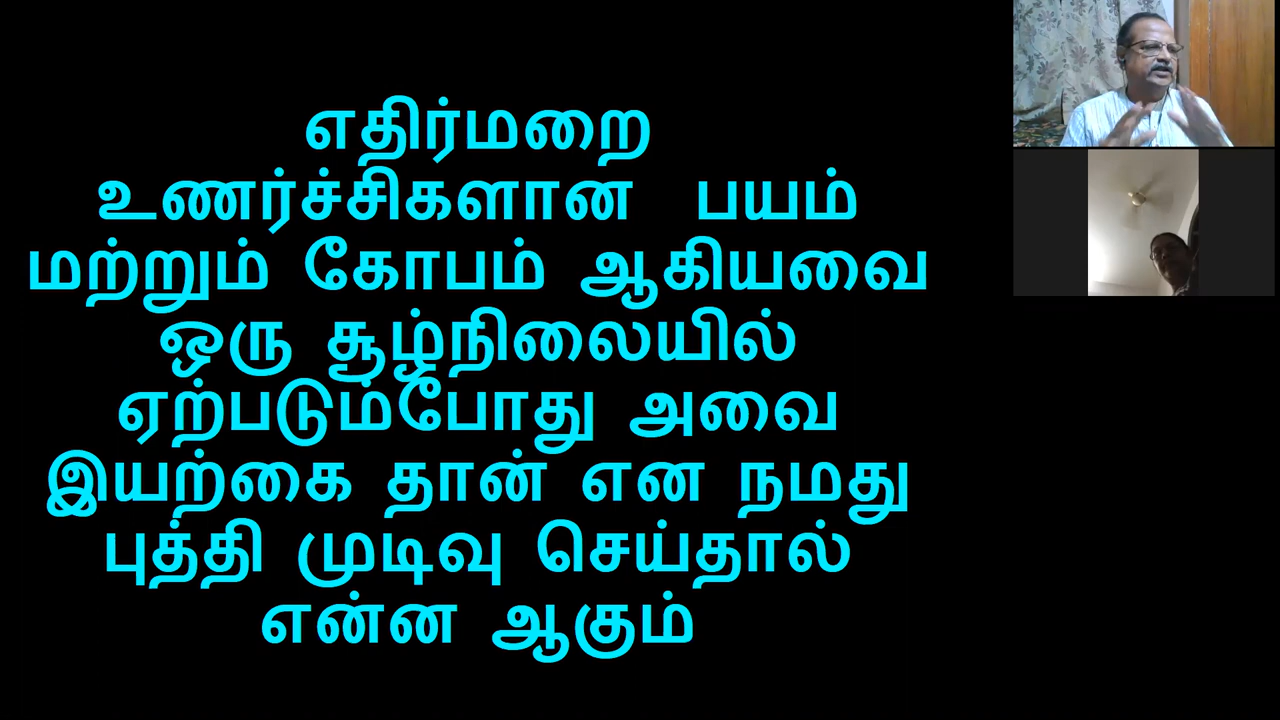 எதிர்மறை
உணர்ச்சிகளான பயம்
மற்றும் கோபம் ஆகியவை
ஒரு சூழ்நிலையில்
ஏற்படும்போது அவை
இயற்கை தான் என நமது
புத்தி முடிவு செய்தால்
என்ன ஆகும்